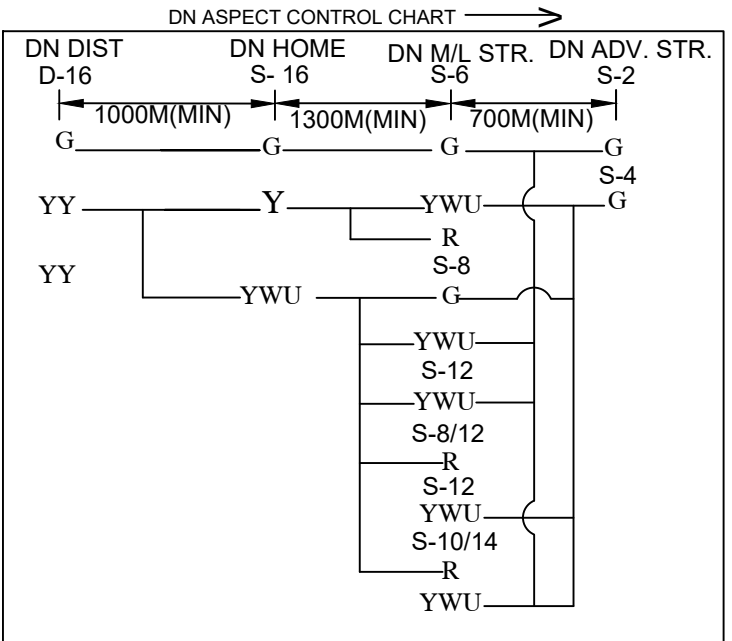 DN ASPECT CONTROL CHART
DN DIST DN HOME DN M/L STR. DN ADV. STR.
D-16 S- 16 S-6 S-2
1000M(MIN) 1300M(MIN) 700M(MIN)
G G G G
S-4
YY Y YWU G
R
S-8
YY
YWU G
YWU
S-12
YWU
S-8/12
R
S-12
YWU
S-10/14
R
YWU